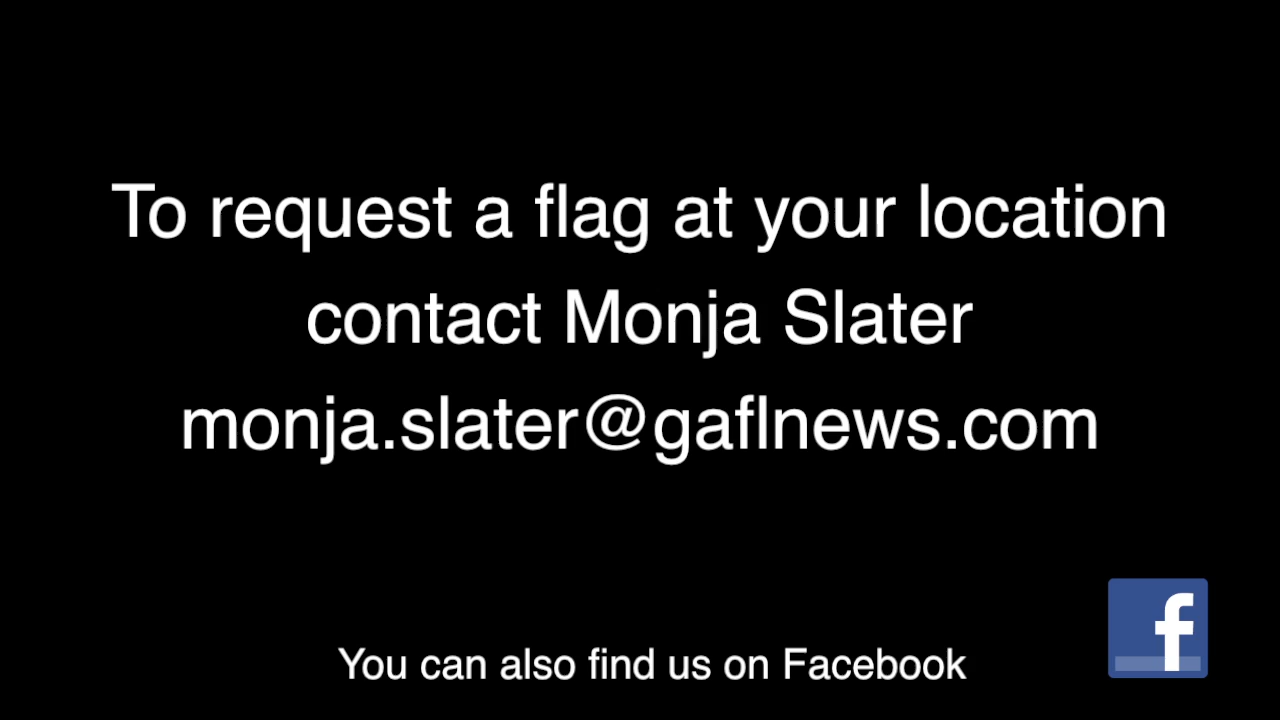 To request a flag at your location
contact Monja Slater
monja.slater@gaflnews.com
f
You can also find us on Facebook